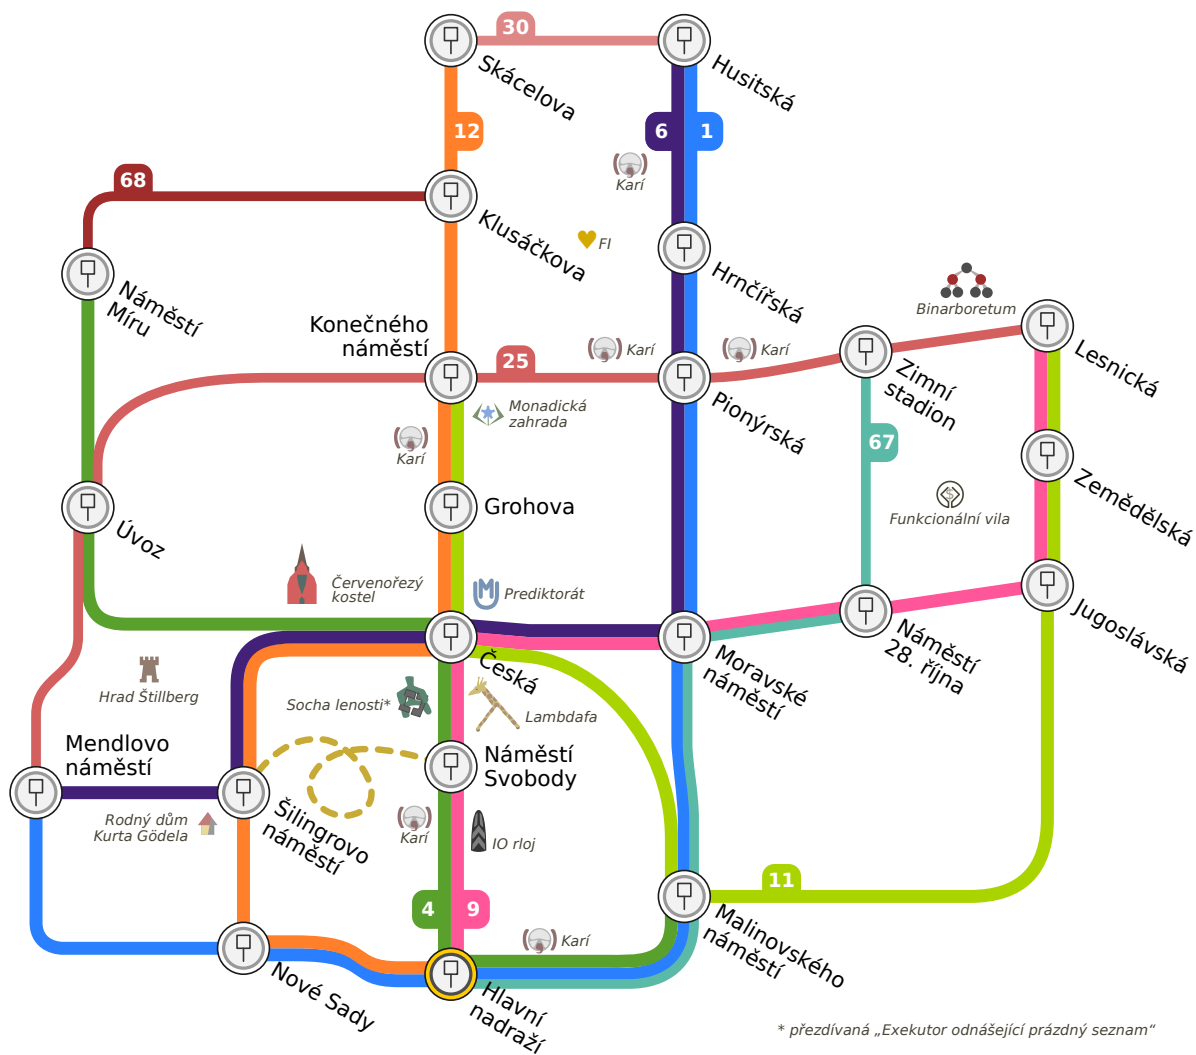 30
Skácelova
Husitská
12
6
1
Karí
68
Klusáčkova
FI
Náměstí
Míru
Hrnčířská
Binarboretum
Konečného
náměstí
25
Karí
Karí
Zimní
stadion
Lesnická
Monadická
zahrada
Pionýrská
Karí
67
Zemědělská
Grohova
Funkcionální vila
Úvoz
Červenořezý
kostel
Prediktorát
Jugoslávská
Náměstí
28. října
Česká
Moravské
náměstí
Hrad Štillberg
Socha lenosti*
Lambdafa
Mendlovo
náměstí
Náměstí
Svobody
Rodný dům
Kurta Gödela
Šilingrovo
náměstí
Karí
IO rloj
11
4
9
Malinovského
náměstí
Karí
Nové Sady
Hlavní
nadraží
* přezdívaná „Exekutor odnášející prázdný seznam“